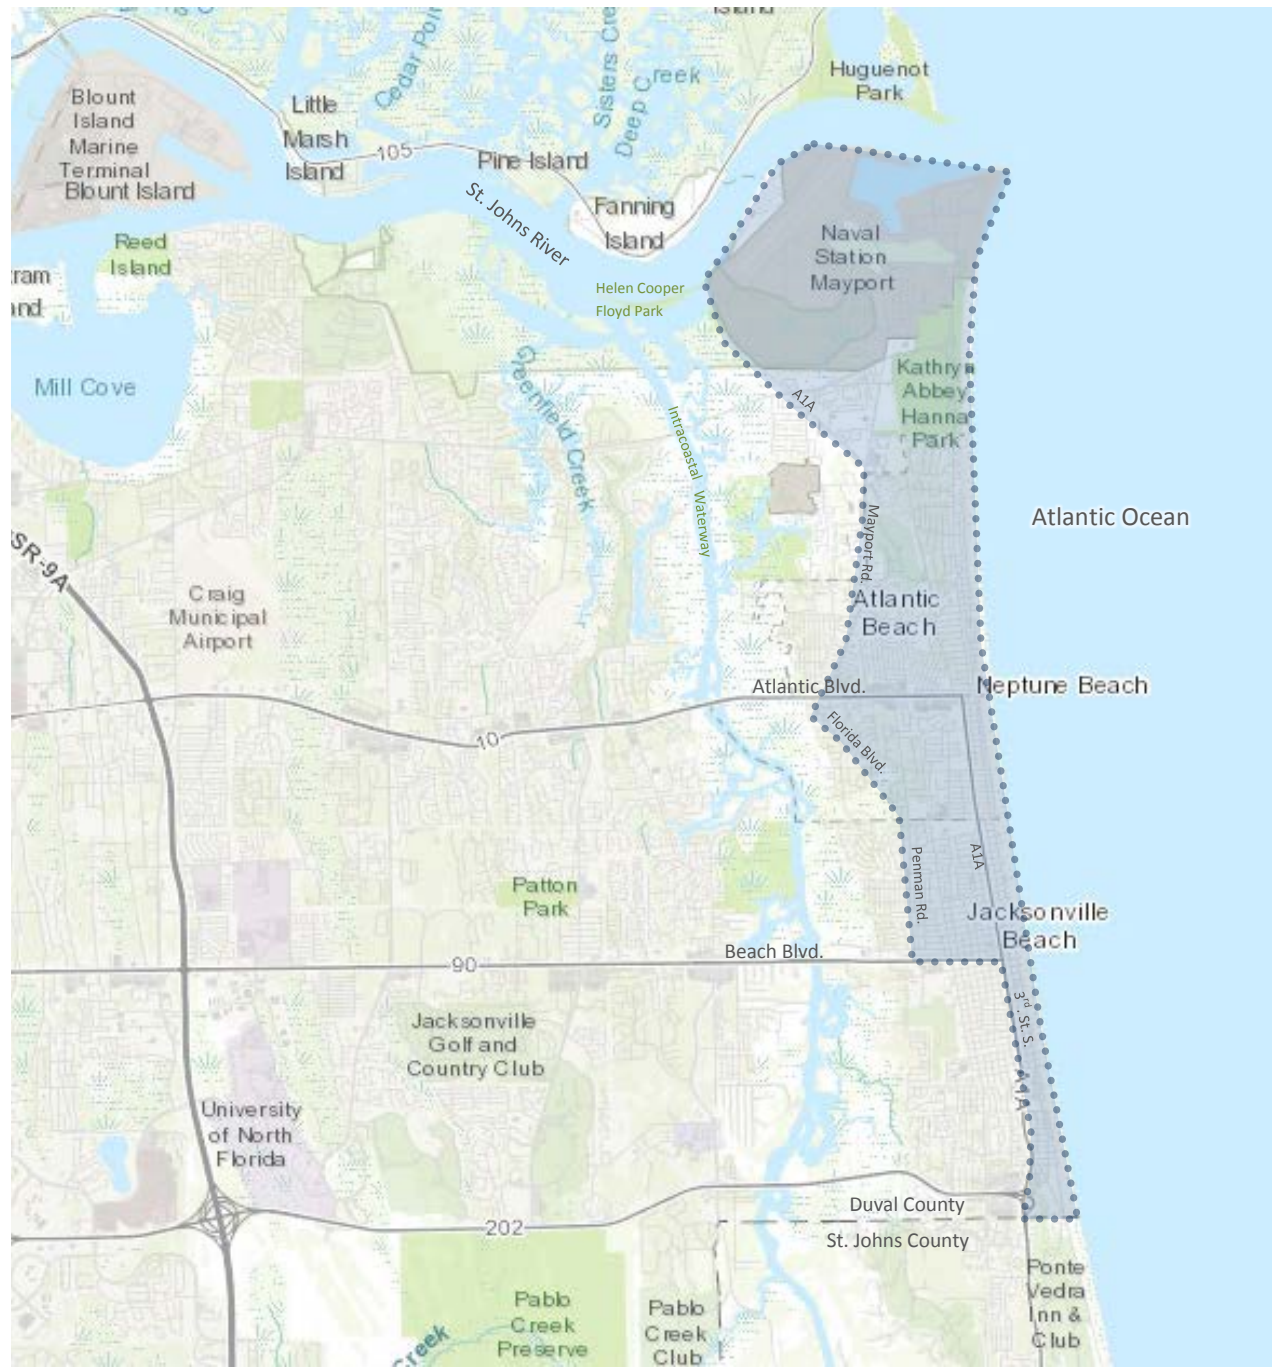 Island
Huguenot
Park
Cedar Poin
Sisters Cre
Deep Creek
Blount
Island
Marine
Terminal
Blount Island
Little
Marsh
Island
105
Pine Island
St. Johns River
Fanning
Island
Naval
Station
Mayport
Reed
Island
tram
and
Helen Cooper
Floyd Park
Mill Cove
Greenfield Creek
Kathryn
Abbey
Hanna
Park
A1A
Intracoastal Waterway
Mayport Rd.
Atlantic Ocean
SR-9A
Craig
Municipal
Airport
Atlantic
Beach
Atlantic Blvd.
Neptune Beach
10
Florida Blvd.
A1A
Penman Rd.
Patton
Park
Jacksonville
Beach
Beach Blvd.
90
3rd. St. S.
Jacksonville
Golf and
Country Club
A1A
University
of North
Florida
Duval County
202
St. Johns County
Ponte
Vedra
Inn &
Club
Pablo
Creek
Preserve
Pablo
Creek
Club
Creek